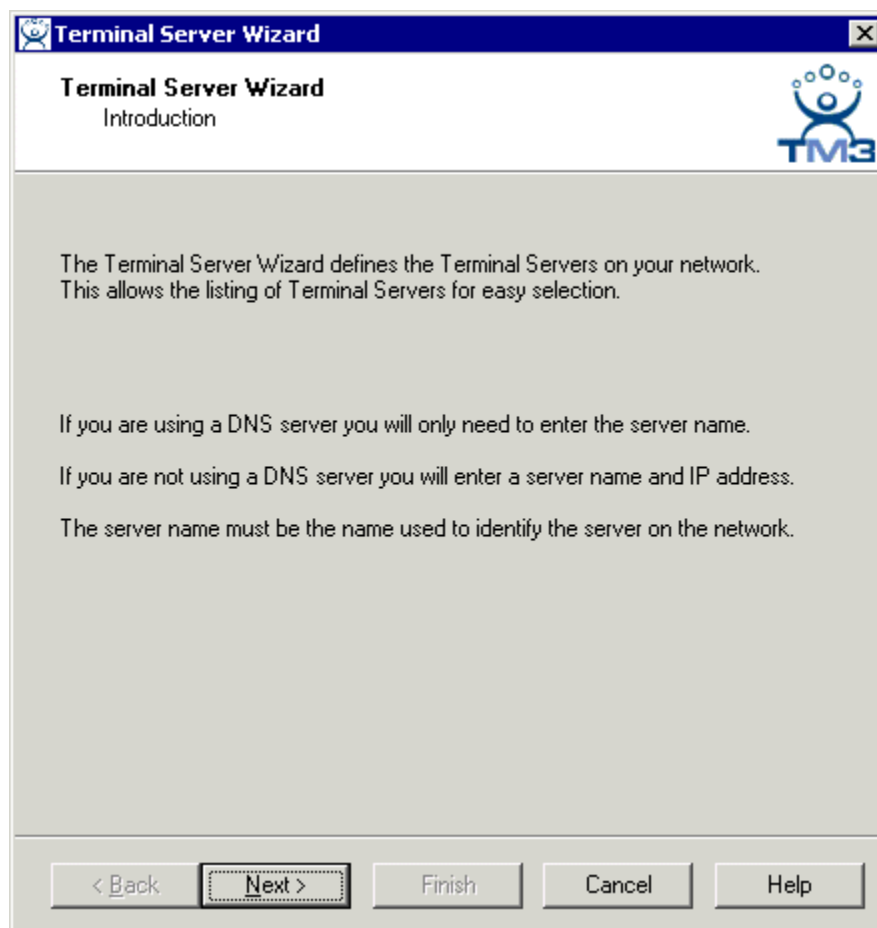 Terminal Server Wizard
Terminal Server Wizard
Introduction
TM3
The Terminal Server Wizard defines the Terminal Servers on your network.
This allows the listing of Terminal Servers for easy selection.
If you are using a DNS server you will only need to enter the server name.
If you are not using a DNS server you will enter a server name and IP address.
The server name must be the name used to identify the server on the network.
< Back Next > Finish Cancel Help